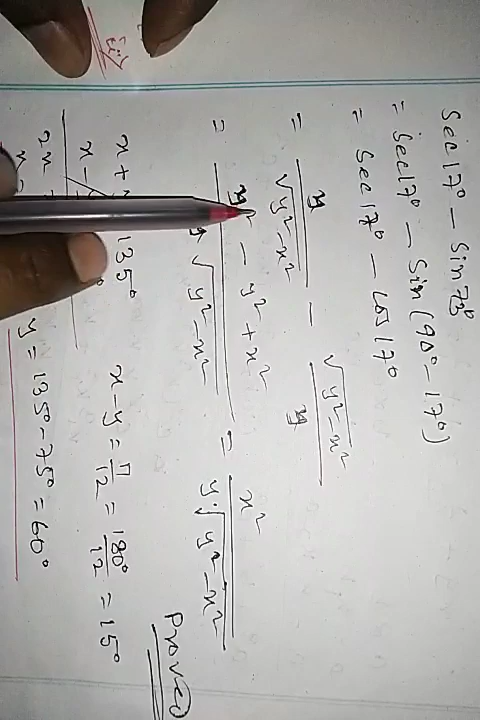 sec17° - sin73°
= sec17° - sin(90° - 17°)
= sec17° - cos17°
= y/√(y²-x²) - √(y²-x²)/y
= (y² - y² + x²)/(y√(y²-x²)) = x²/(y√(y²-x²))
Proved
x + 135° x-y = π/12 = 180°/12 = 15°
x -
2x
y = 135° - 75° = 60°